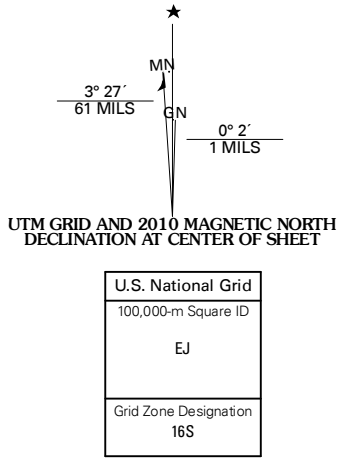 ★
MN
3° 27´
61 MILS
GN
0° 2´
1 MILS
UTM GRID AND 2010 MAGNETIC NORTH
DECLINATION AT CENTER OF SHEET
U.S. National Grid
100,000-m Square ID
EJ
Grid Zone Designation
16S